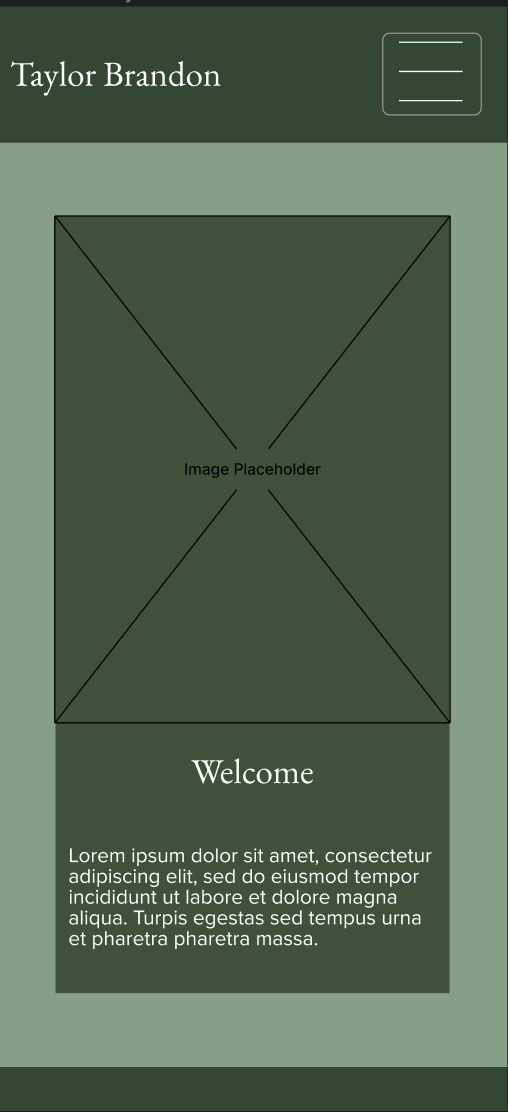 Taylor Brandon
Image Placeholder
Welcome
Lorem ipsum dolor sit amet, consectetur
adipiscing elit, sed do eiusmod tempor
incididunt ut labore et dolore magna
aliqua. Turpis egestas sed tempus urna
et pharetra pharetra massa.